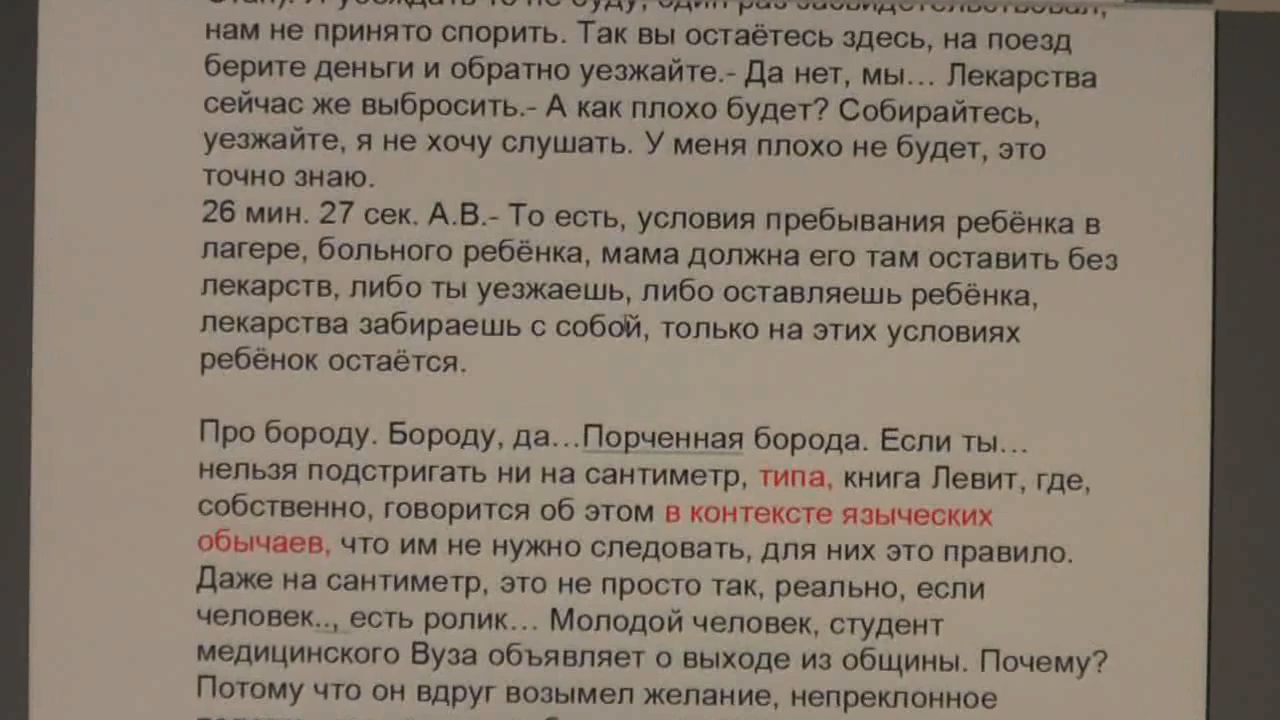 нам не принято спорить. Так вы остаётесь здесь, на поезд
берите деньги и обратно уезжайте.- Да нет, мы... Лекарства
сейчас же выбросить.- А как плохо будет? Собирайтесь,
уезжайте, я не хочу слушать. У меня плохо не будет, это
точно знаю.
26 мин. 27 сек. А.В.- То есть, условия пребывания ребёнка в
лагере, больного ребёнка, мама должна его там оставить без
лекарств, либо ты уезжаешь, либо оставляешь ребёнка,
лекарства забираешь с собой, только на этих условиях
ребёнок остаётся.
Про бороду. Бороду, да...Порченная борода. Если ты...
нельзя подстригать ни на сантиметр, типа, книга Левит, где,
собственно, говорится об этом в контексте языческих
обычаев, что им не нужно следовать, для них это правило.
Даже на сантиметр, это не просто так, реально, если
человек.., есть ролик... Молодой человек, студент
медицинского Вуза объявляет о выходе из общины. Почему?
Потому что он вдруг возымел желание, непреклонное